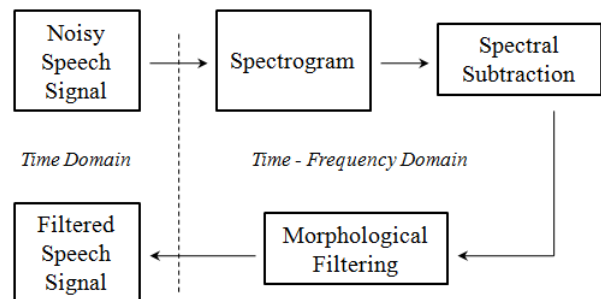 Noisy
Speech
Signal
Spectrogram
Spectral
Subtraction
Time Domain
Time - Frequency Domain
Filtered
Speech
Signal
Morphological
Filtering